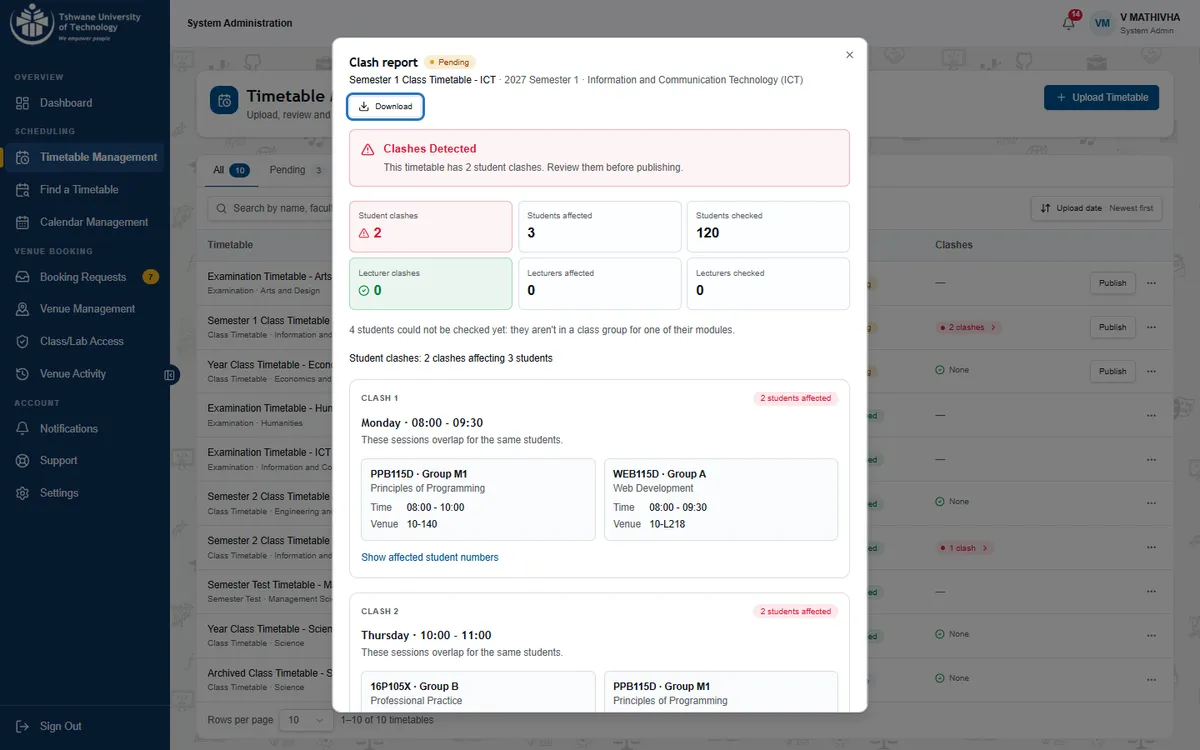 Tshwane University
of Technology
We empower people
System Administration
14
VM
V MATHIVHA
System Admin
OVERVIEW
Dashboard
SCHEDULING
Timetable Management
Find a Timetable
Calendar Management
VENUE BOOKING
Booking Requests 7
Venue Management
Class/Lab Access
Venue Activity
ACCOUNT
Notifications
Support
Settings
Sign Out
Timetable
Upload, review and
+ Upload Timetable
All 10 Pending 3
Search by name, facul
Upload date Newest first
Timetable Clashes
Examination Timetable - Arts
Examination · Arts and Design
— Publish ...
Semester 1 Class Timetable
Class Timetable · Information and
2 clashes > Publish ...
Year Class Timetable - Econ
Class Timetable · Economics and
None Publish ...
Examination Timetable - Hun
Examination · Humanities
ed — ...
Examination Timetable - ICT
Examination · Information and Co
ed — ...
Semester 2 Class Timetable
Class Timetable · Engineering and
ed None ...
Semester 2 Class Timetable
Class Timetable · Information and
ed 1 clash > ...
Semester Test Timetable - M
Semester Test · Management Sci
ed — ...
Year Class Timetable - Scien
Class Timetable · Science
ed None ...
Archived Class Timetable - S
Class Timetable · Science
None ...
Rows per page 10 1–10 of 10 timetables
Clash report Pending
Semester 1 Class Timetable - ICT · 2027 Semester 1 · Information and Communication Technology (ICT)
Download
Clashes Detected
This timetable has 2 student clashes. Review them before publishing.
Student clashes
2
Students affected
3
Students checked
120
Lecturer clashes
0
Lecturers affected
0
Lecturers checked
0
4 students could not be checked yet: they aren't in a class group for one of their modules.
Student clashes: 2 clashes affecting 3 students
CLASH 1 2 students affected
Monday · 08:00 - 09:30
These sessions overlap for the same students.
PPB115D · Group M1
Principles of Programming
Time 08:00 - 10:00
Venue 10-140
WEB115D · Group A
Web Development
Time 08:00 - 09:30
Venue 10-L218
Show affected student numbers
CLASH 2 2 students affected
Thursday · 10:00 - 11:00
These sessions overlap for the same students.
16P105X · Group B
Professional Practice
PPB115D · Group M1
Principles of Programming